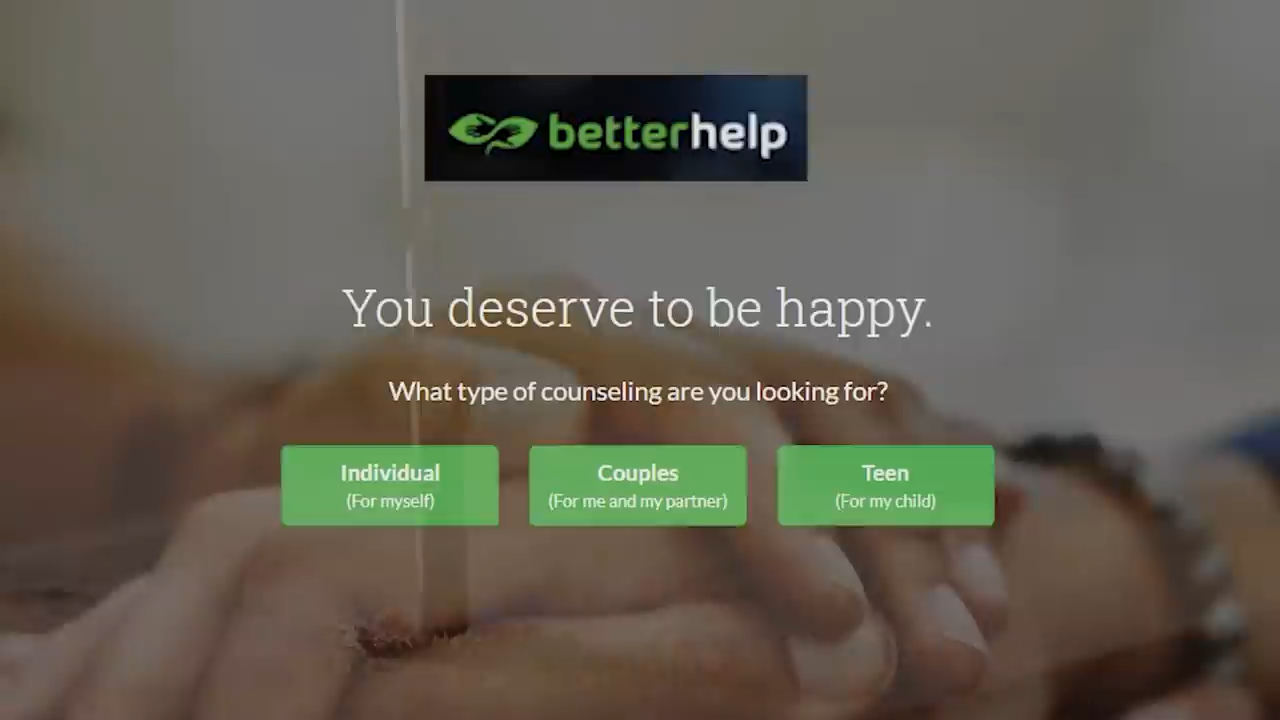 betterhelp
You deserve to be happy.
What type of counseling are you looking for?
Individual
(For myself)
Couples
(For me and my partner)
Teen
(For my child)